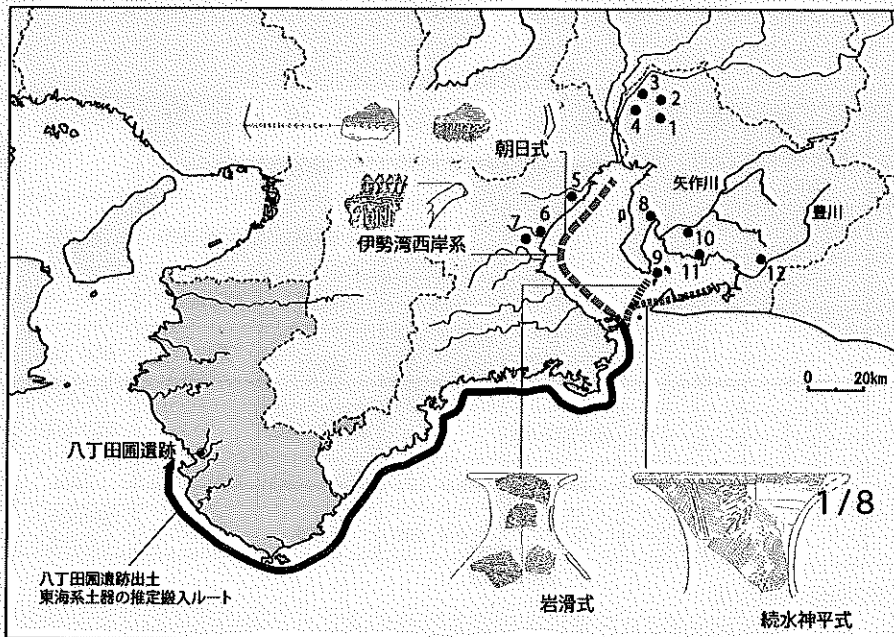 3
2
4
1
朝日式
5
矢作川
豊川
8
6
7
伊勢湾西岸系
10
9
11
12
0 20km
八丁田圃遺跡
1/8
八丁田圃遺跡出土
東海系土器の推定搬入ルート
岩滑式
続水神平式